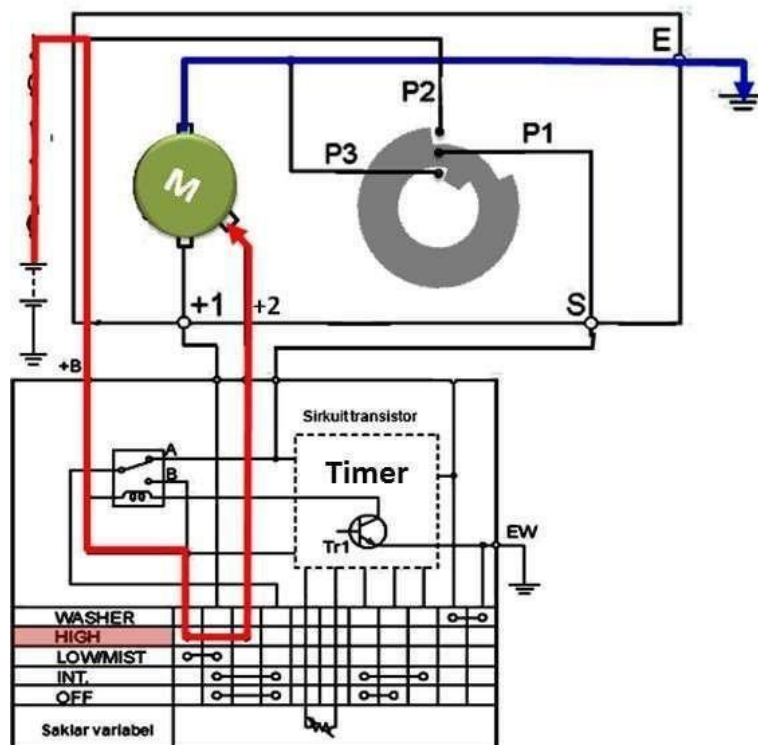 E
P2
P1
P3
M
+1
+2
S
+B
Sirkuit transistor
A
Timer
B
Tr1
EW
WASHER
HIGH
LOW/MIST
INT.
OFF
Saklar variabel